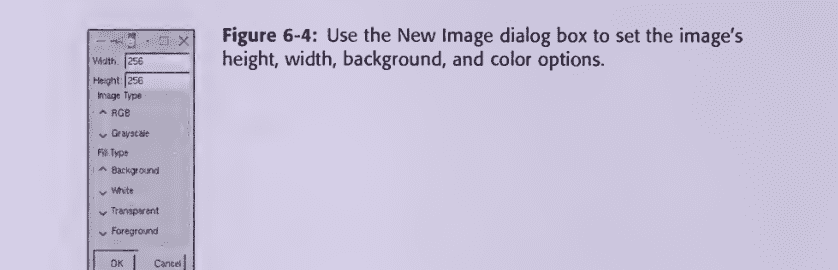 Figure 6-4: Use the New Image dialog box to set the image's
height, width, background, and color options.
Width: 256
Height: 256
Image Type
RGB
Grayscale
Fill Type
Background
White
Transparent
Foreground
OK Cancel